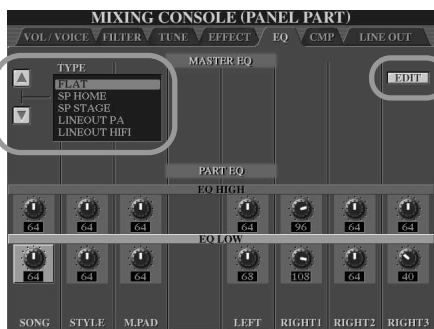 MIXING CONSOLE (PANEL PART)
VOL / VOICE FILTER TUNE EFFECT EQ CMP LINE OUT
TYPE
MASTER EQ
EDIT
FLAT
SP HOME
SP STAGE
LINEOUT PA
LINEOUT HIFI
PART EQ
EQ HIGH
64 64 64 64 96 64 64
EQ LOW
64 64 64 68 108 64 40
SONG STYLE M.PAD LEFT RIGHT1 RIGHT2 RIGHT3